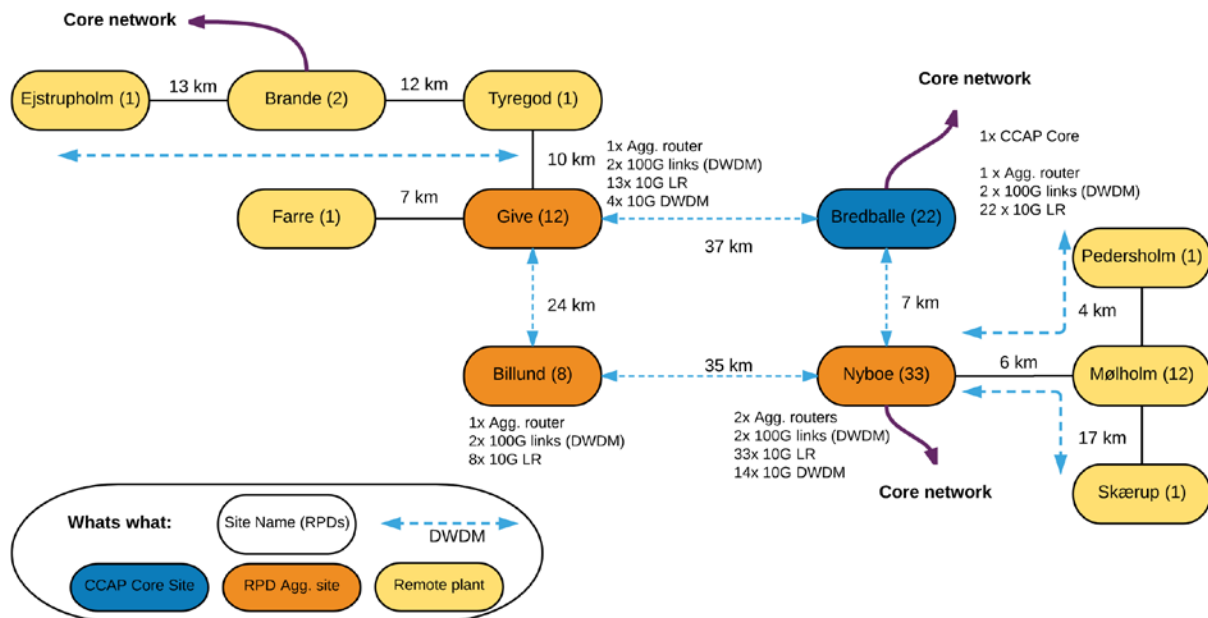 Core network
13 km
12 km
Ejstrupholm (1)
Brande (2)
Tyregod (1)
Core network
1x CCAP Core
10 km
1x Agg. router
2x 100G links (DWDM)
13x 10G LR
4x 10G DWDM
1 x Agg. router
2 x 100G links (DWDM)
22 x 10G LR
7 km
Farre (1)
Give (12)
Bredballe (22)
37 km
Pedersholm (1)
24 km
7 km
4 km
Billund (8)
35 km
Nyboe (33)
6 km
Mølholm (12)
1x Agg. router
2x 100G links (DWDM)
8x 10G LR
2x Agg. routers
2x 100G links (DWDM)
33x 10G LR
14x 10G DWDM
17 km
Core network
Skærup (1)
Whats what:
Site Name (RPDs)
DWDM
CCAP Core Site
RPD Agg. site
Remote plant